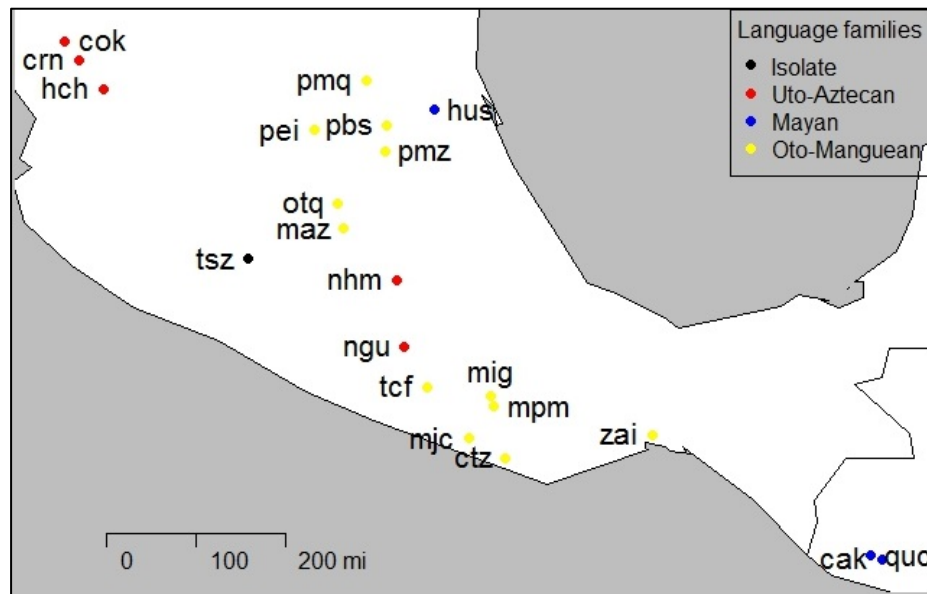 Language families
Isolate
Uto-Aztecan
Mayan
Oto-Manguean
cok
crn
hch
pmq
hus
pei
pbs
pmz
otq
maz
tsz
nhm
ngu
tcf
mig
mpm
mjc
ctz
zai
cak
quc
0 100 200 mi